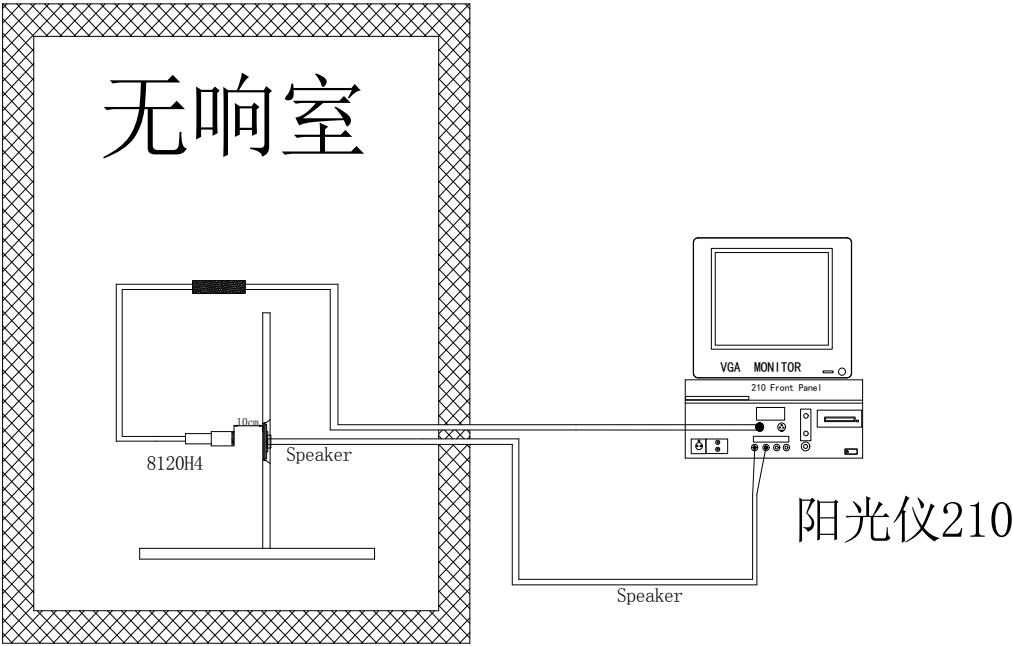 无响室
10cm
8120H4
Speaker
VGA MONITOR
210 Front Panel
阳光仪210
Speaker